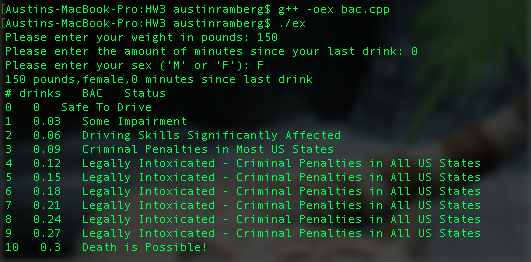 [Austins-MacBook-Pro:HW3 austinramberg$ g++ -oex bac.cpp
[Austins-MacBook-Pro:HW3 austinramberg$ ./ex
Please enter your weight in pounds: 150
Please enter the amount of minutes since your last drink: 0
Please enter your sex ('M' or 'F'): F
150 pounds,female,0 minutes since last drink
# drinks   BAC   Status
0   0   Safe To Drive
1   0.03   Some Impairment
2   0.06   Driving Skills Significantly Affected
3   0.09   Criminal Penalties in Most US States
4   0.12   Legally Intoxicated - Criminal Penalties in All US States
5   0.15   Legally Intoxicated - Criminal Penalties in All US States
6   0.18   Legally Intoxicated - Criminal Penalties in All US States
7   0.21   Legally Intoxicated - Criminal Penalties in All US States
8   0.24   Legally Intoxicated - Criminal Penalties in All US States
9   0.27   Legally Intoxicated - Criminal Penalties in All US States
10   0.3   Death is Possible!